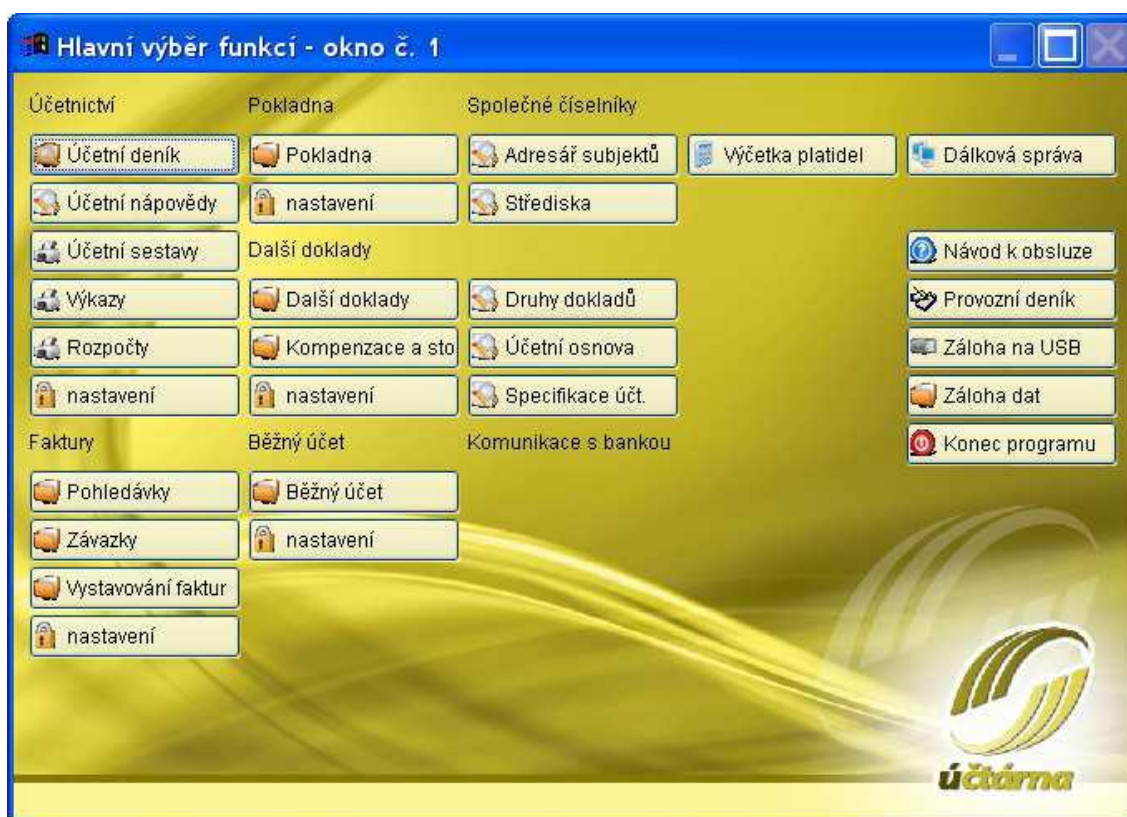 Hlavní výběr funkcí - okno č. 1
Účetnictví Pokladna Společné číselníky
Účetní deník Pokladna Adresář subjektů Výčetka platidel Dálková správa
Účetní nápovědy nastavení Střediska
Účetní sestavy Další doklady Návod k obsluze
Výkazy Další doklady Druhy dokladů Provozní deník
Rozpočty Kompenzace a sto Účetní osnova Záloha na USB
nastavení nastavení Specifikace účt. Záloha dat
Faktury Běžný účet Komunikace s bankou Konec programu
Pohledávky Běžný účet
Závazky nastavení
Vystavování faktur
nastavení
účtárna